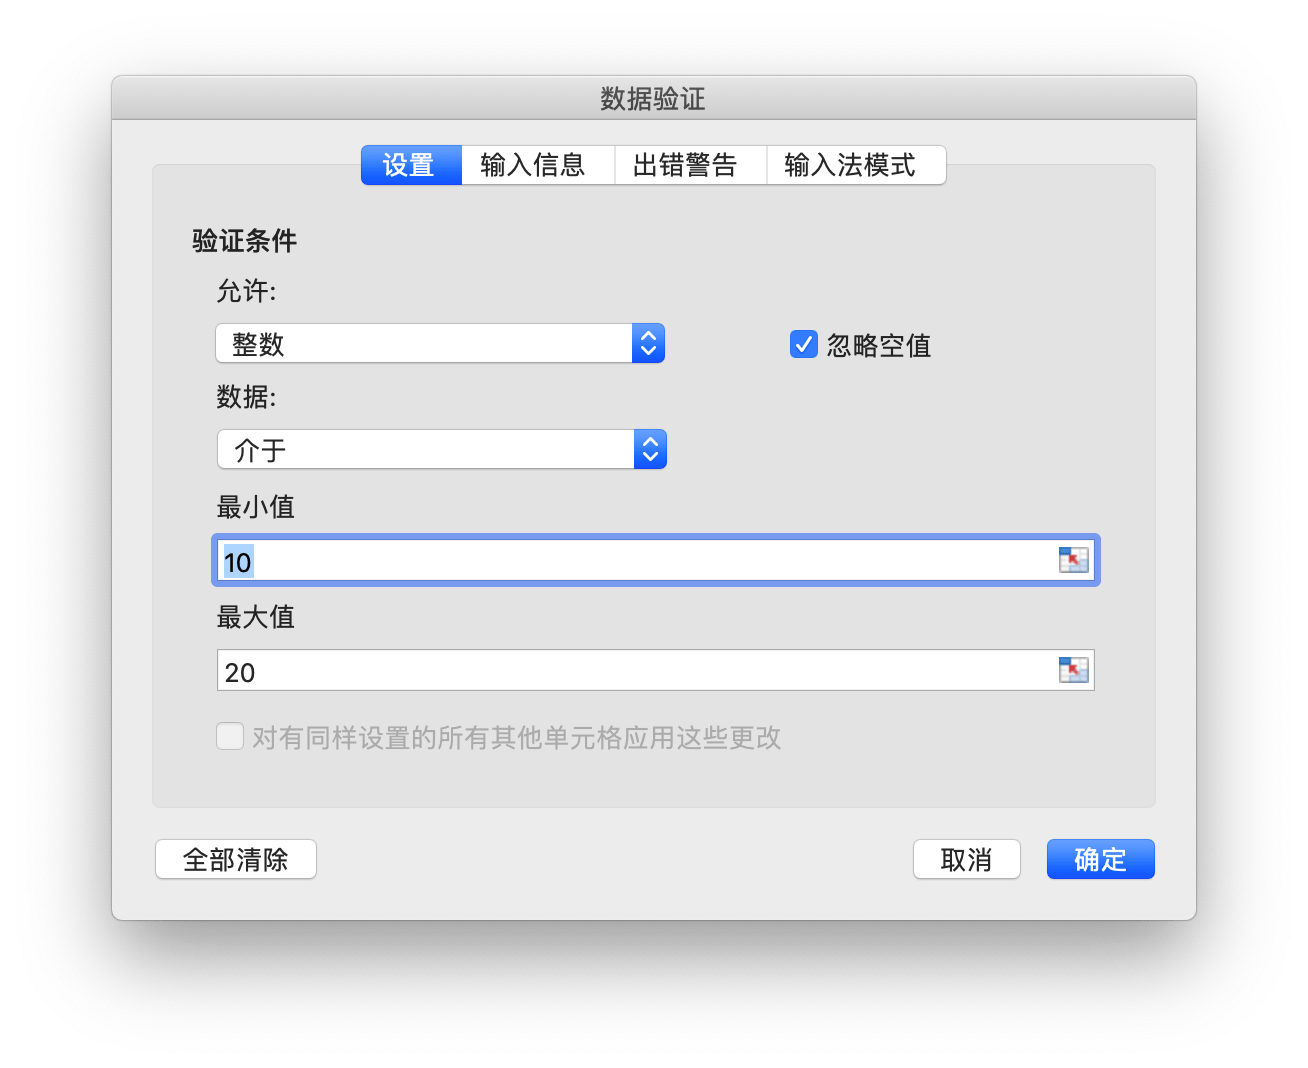 数据验证
设置 输入信息 出错警告 输入法模式
验证条件
允许:
整数 忽略空值
数据:
介于
最小值
10
最大值
20
对有同样设置的所有其他单元格应用这些更改
全部清除 取消 确定